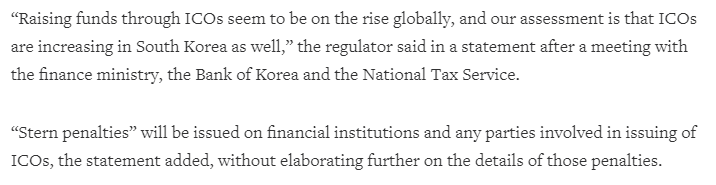 “Raising funds through ICOs seem to be on the rise globally, and our assessment is that ICOs
are increasing in South Korea as well,” the regulator said in a statement after a meeting with
the finance ministry, the Bank of Korea and the National Tax Service.
“Stern penalties” will be issued on financial institutions and any parties involved in issuing of
ICOs, the statement added, without elaborating further on the details of those penalties.